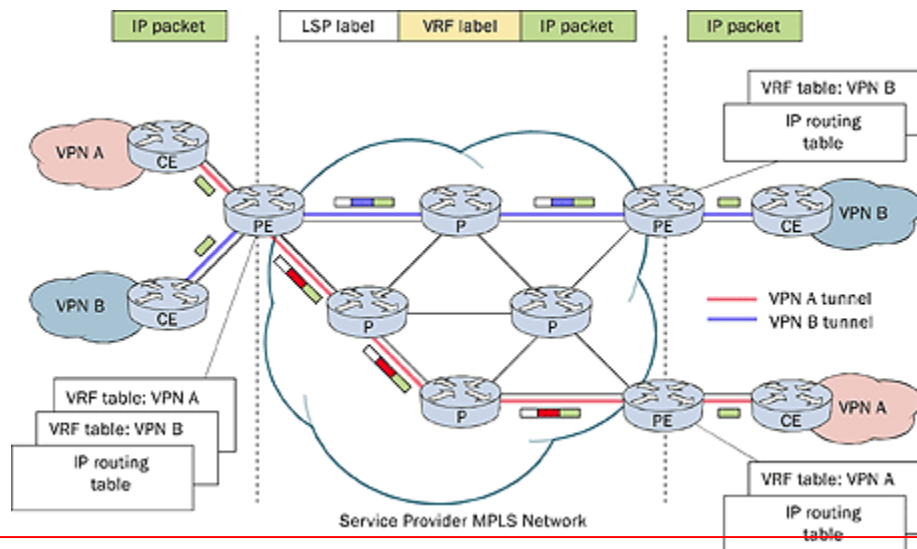 IP packet
LSP label
VRF label
IP packet
IP packet
VRF table: VPN B
IP routing
table
VPN A
CE
PE
P
PE
CE
VPN B
VPN B
CE
P
P
VPN A tunnel
VPN B tunnel
VRF table: VPN A
VRF table: VPN B
IP routing
table
P
PE
CE
VPN A
VRF table: VPN A
IP routing
table
Service Provider MPLS Network